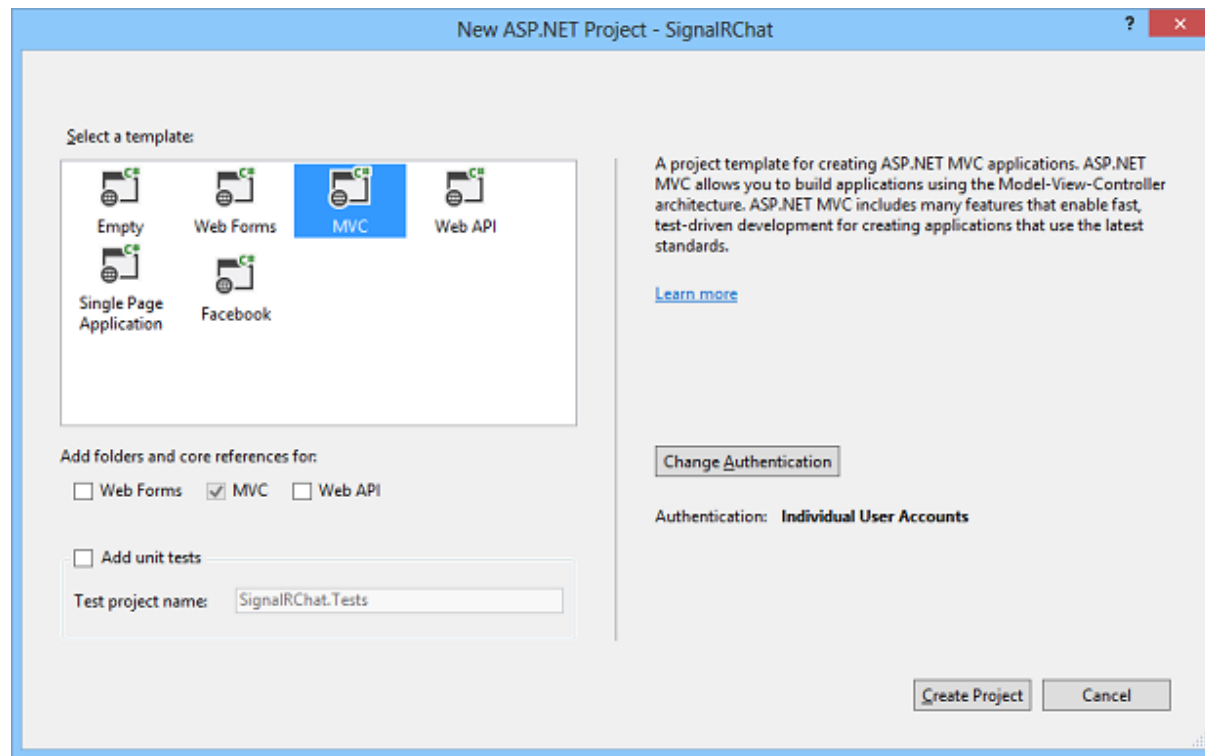 New ASP.NET Project - SignalRChat
?
Select a template:
C# C# C# C#
Empty Web Forms MVC Web API
C# C#
Single Page
Application
Facebook
A project template for creating ASP.NET MVC applications. ASP.NET
MVC allows you to build applications using the Model-View-Controller
architecture. ASP.NET MVC includes many features that enable fast,
test-driven development for creating applications that use the latest
standards.
Learn more
Add folders and core references for:
Web Forms MVC Web API
Add unit tests
Test project name: SignalRChat.Tests
Change Authentication
Authentication: Individual User Accounts
Create Project Cancel